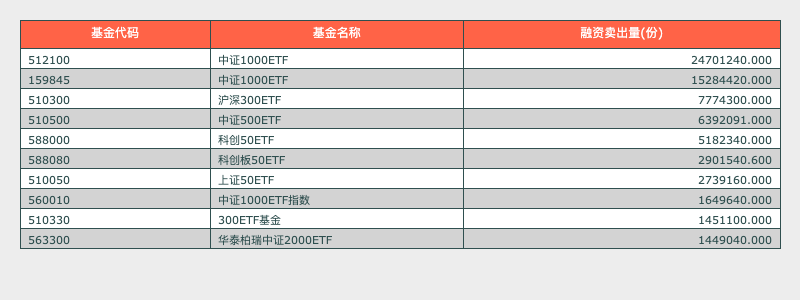 基金代码 基金名称 融资卖出量(份)
512100 中证1000ETF 24701240.000
159845 中证1000ETF 15284420.000
510300 沪深300ETF 7774300.000
510500 中证500ETF 6392091.000
588000 科创50ETF 5182340.000
588080 科创板50ETF 2901540.600
510050 上证50ETF 2739160.000
560010 中证1000ETF指数 1649640.000
510330 300ETF基金 1451100.000
563300 华泰柏瑞中证2000ETF 1449040.000